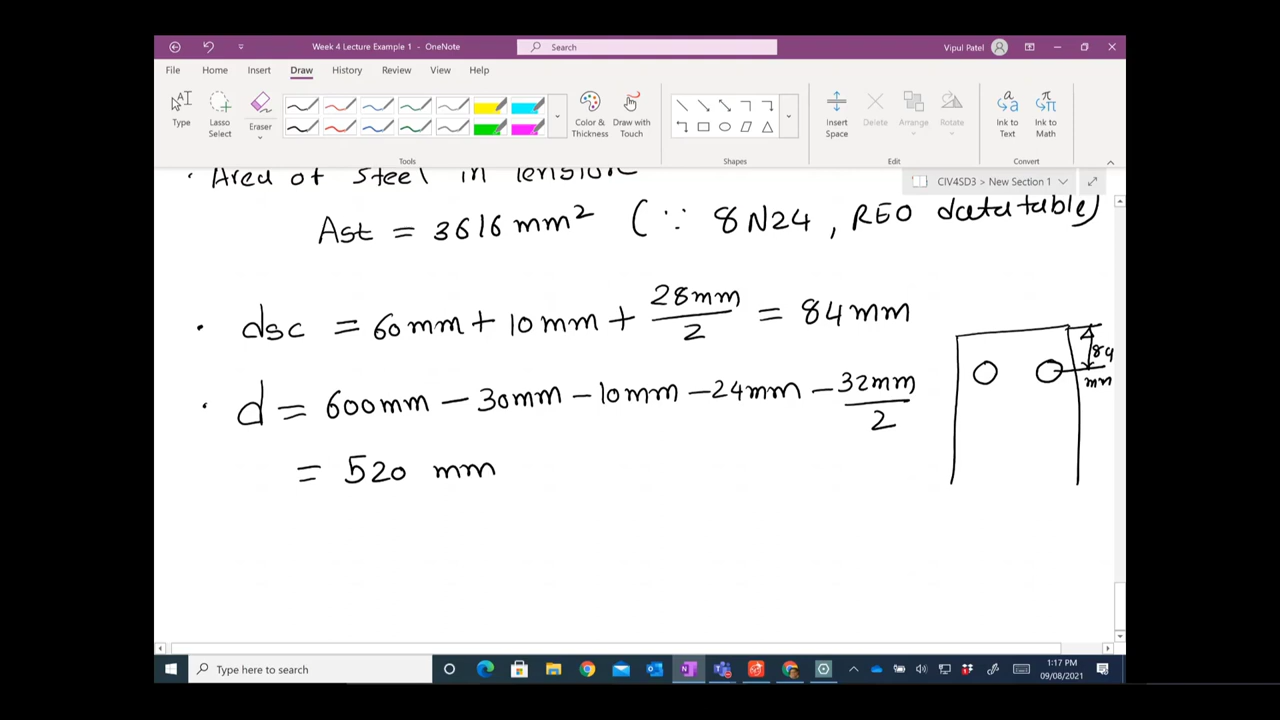 Week 4 Lecture Example 1 - OneNote
Search
Vipul Patel
File Home Insert Draw History Review View Help
Type
Lasso Select
Eraser
Color & Thickness
Draw with Touch
Insert Space
Delete
Arrange
Rotate
Ink to Text
Ink to Math
Tools
Shapes
Edit
Convert
CIV4SD3 > New Section 1
• Area of Steel in tension
Ast = 3616 mm² (∵ 8N24, REO data table)
• dsc = 60mm + 10mm + 28mm/2 = 84mm
84 mm
• d = 600mm − 30mm − 10mm − 24mm − 32mm/2
= 520 mm
Type here to search
1:17 PM
09/08/2021